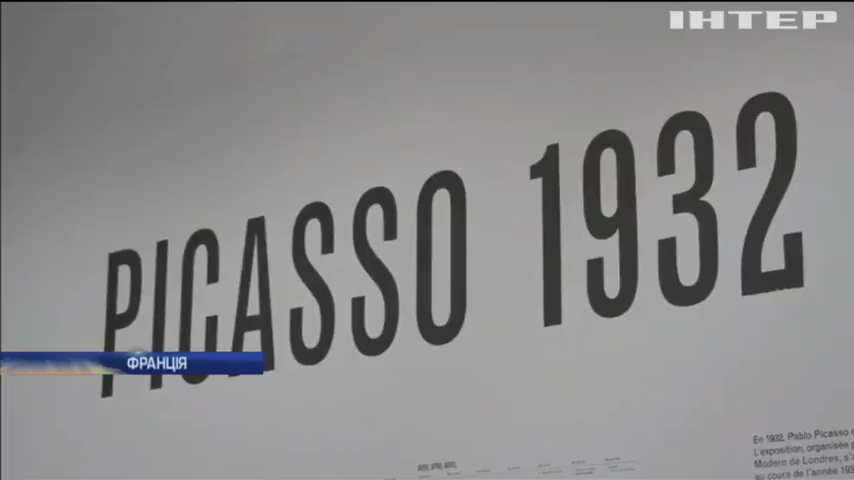 ІНТЕР
PICASSO 1932
ФРАНЦІЯ
En 1932, Pablo Picasso
L'exposition, organisée
Modern de Londres, s'a
au cours de l'année 193